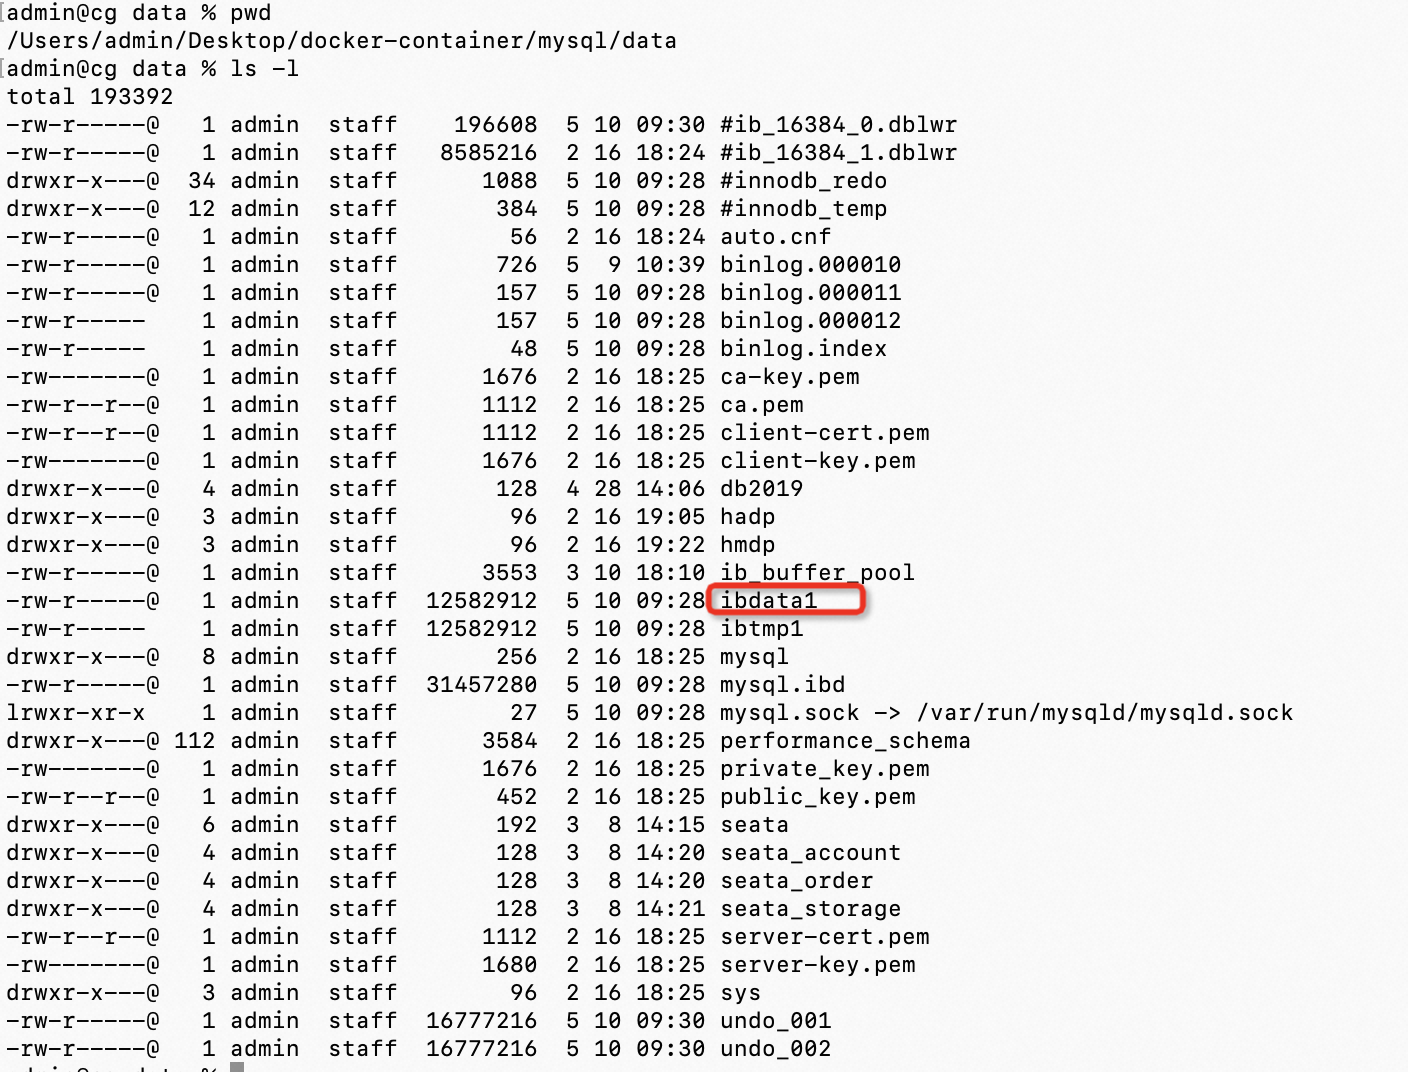 [admin@cg data % pwd
/Users/admin/Desktop/docker-container/mysql/data
[admin@cg data % ls -l
total 193392
-rw-r-----@   1 admin  staff    196608  5 10 09:30 #ib_16384_0.dblwr
-rw-r-----@   1 admin  staff   8585216  2 16 18:24 #ib_16384_1.dblwr
drwxr-x---@  34 admin  staff      1088  5 10 09:28 #innodb_redo
drwxr-x---@  12 admin  staff       384  5 10 09:28 #innodb_temp
-rw-r-----@   1 admin  staff        56  2 16 18:24 auto.cnf
-rw-r-----@   1 admin  staff       726  5  9 10:39 binlog.000010
-rw-r-----@   1 admin  staff       157  5 10 09:28 binlog.000011
-rw-r-----    1 admin  staff       157  5 10 09:28 binlog.000012
-rw-r-----    1 admin  staff        48  5 10 09:28 binlog.index
-rw-------@   1 admin  staff      1676  2 16 18:25 ca-key.pem
-rw-r--r--@   1 admin  staff      1112  2 16 18:25 ca.pem
-rw-r--r--@   1 admin  staff      1112  2 16 18:25 client-cert.pem
-rw-------@   1 admin  staff      1676  2 16 18:25 client-key.pem
drwxr-x---@   4 admin  staff       128  4 28 14:06 db2019
drwxr-x---@   3 admin  staff        96  2 16 19:05 hadp
drwxr-x---@   3 admin  staff        96  2 16 19:22 hmdp
-rw-r-----@   1 admin  staff      3553  3 10 18:10 ib_buffer_pool
-rw-r-----@   1 admin  staff  12582912  5 10 09:28 ibdata1
-rw-r-----    1 admin  staff  12582912  5 10 09:28 ibtmp1
drwxr-x---@   8 admin  staff       256  2 16 18:25 mysql
-rw-r-----@   1 admin  staff  31457280  5 10 09:28 mysql.ibd
lrwxr-xr-x    1 admin  staff        27  5 10 09:28 mysql.sock -> /var/run/mysqld/mysqld.sock
drwxr-x---@ 112 admin  staff      3584  2 16 18:25 performance_schema
-rw-------@   1 admin  staff      1676  2 16 18:25 private_key.pem
-rw-r--r--@   1 admin  staff       452  2 16 18:25 public_key.pem
drwxr-x---@   6 admin  staff       192  3  8 14:15 seata
drwxr-x---@   4 admin  staff       128  3  8 14:20 seata_account
drwxr-x---@   4 admin  staff       128  3  8 14:20 seata_order
drwxr-x---@   4 admin  staff       128  3  8 14:21 seata_storage
-rw-r--r--@   1 admin  staff      1112  2 16 18:25 server-cert.pem
-rw-------@   1 admin  staff      1680  2 16 18:25 server-key.pem
drwxr-x---@   3 admin  staff        96  2 16 18:25 sys
-rw-r-----@   1 admin  staff  16777216  5 10 09:30 undo_001
-rw-r-----@   1 admin  staff  16777216  5 10 09:30 undo_002
admin@cg data %